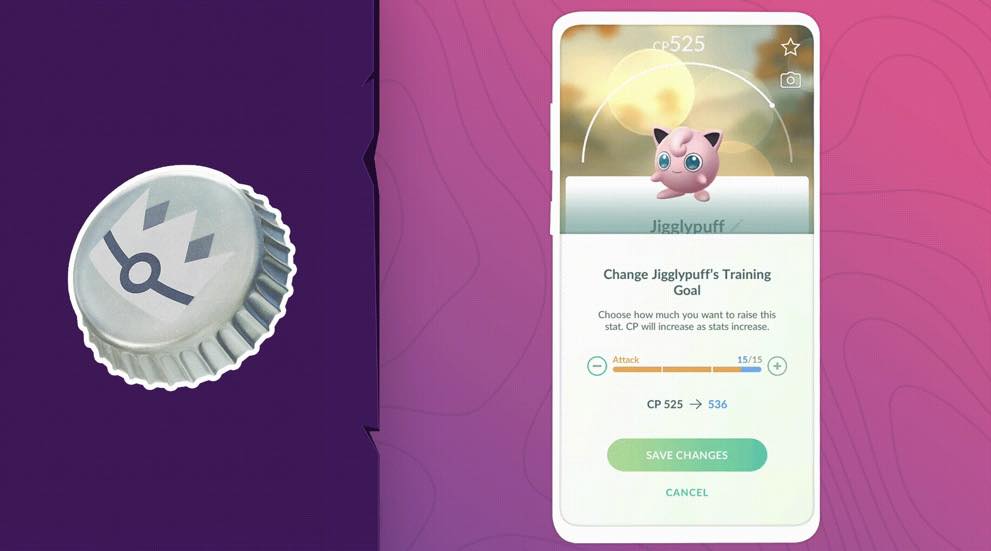 CP525
Jigglypuff
Change Jigglypuff's Training
Goal
Choose how much you want to raise this
stat. CP will increase as stats increase.
Attack 15/15
CP 525 → 536
SAVE CHANGES
CANCEL